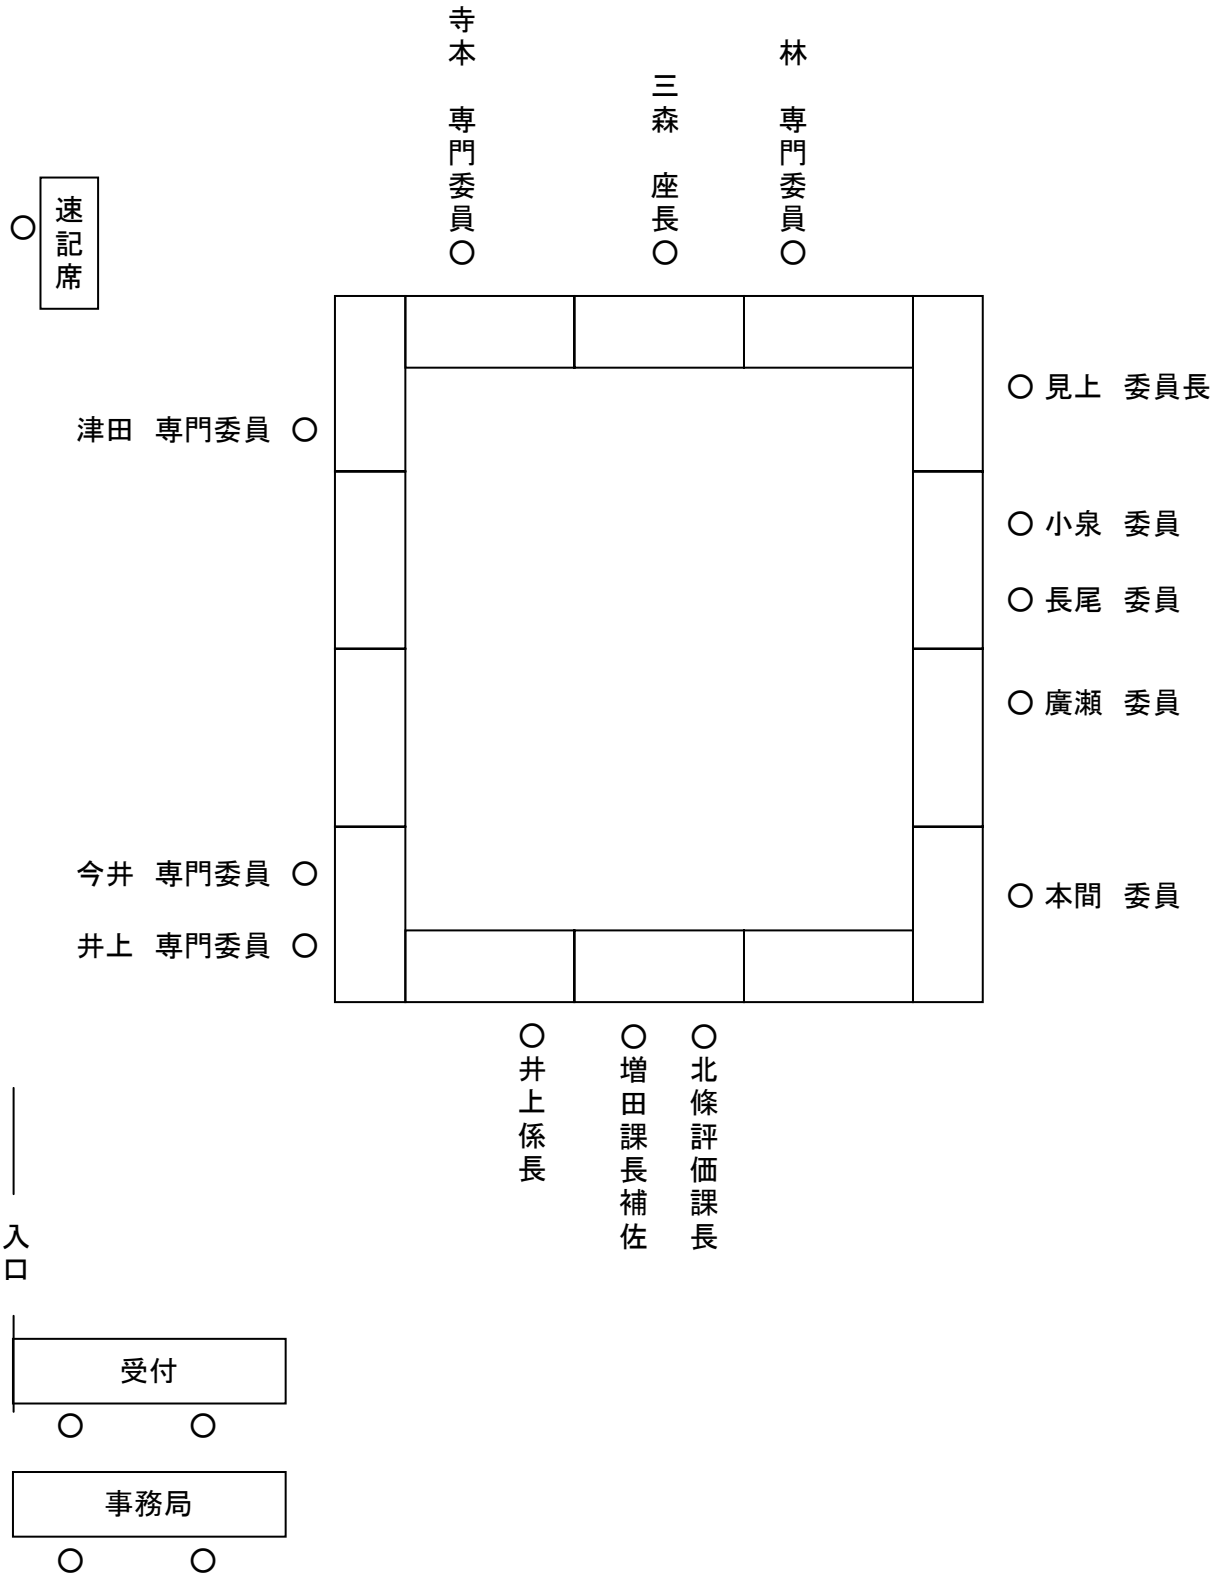 寺本　専門委員○
三森　座長○
林　専門委員○
○
速記席
○見上　委員長
津田　専門委員　○
○小泉　委員
○長尾　委員
○廣瀬　委員
今井　専門委員　○
○本間　委員
井上　専門委員　○
○井上係長
○増田課長補佐
○北條評価課長
入口
受付
○　○
事務局
○　○